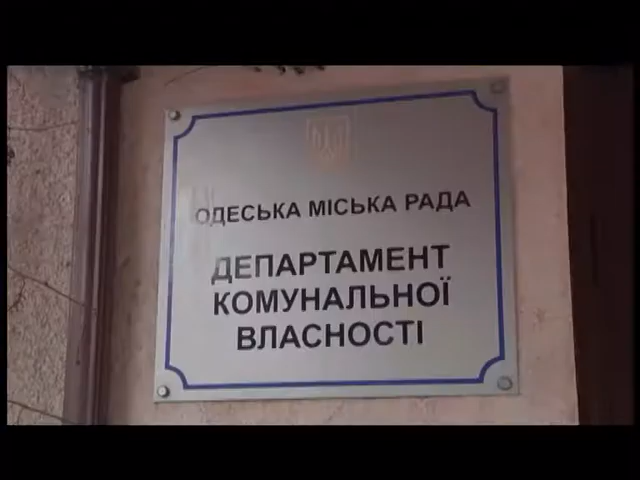 ОДЕСЬКА МІСЬКА РАДА
ДЕПАРТАМЕНТ
КОМУНАЛЬНОЇ
ВЛАСНОСТІ